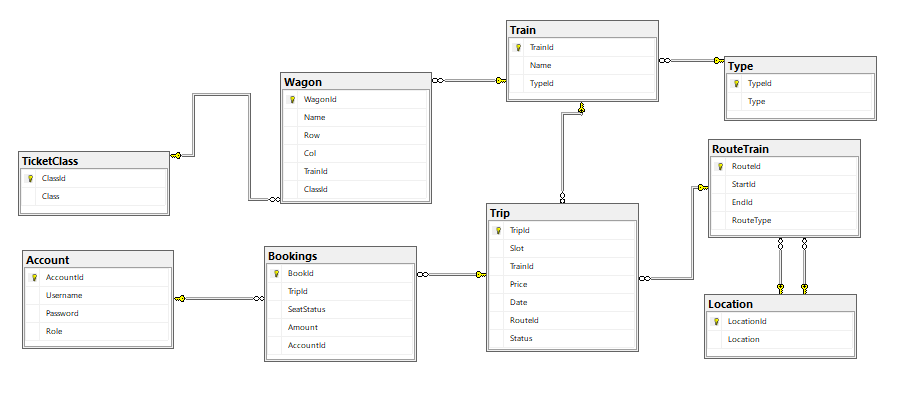 Train
TrainId
Name
TypeId
Type
TypeId
Type
Wagon
WagonId
Name
Row
Col
TrainId
ClassId
TicketClass
ClassId
Class
RouteTrain
RouteId
StartId
EndId
RouteType
Trip
TripId
Slot
TrainId
Price
Date
RouteId
Status
Account
AccountId
Username
Password
Role
Bookings
BookId
TripId
SeatStatus
Amount
AccountId
Location
LocationId
Location